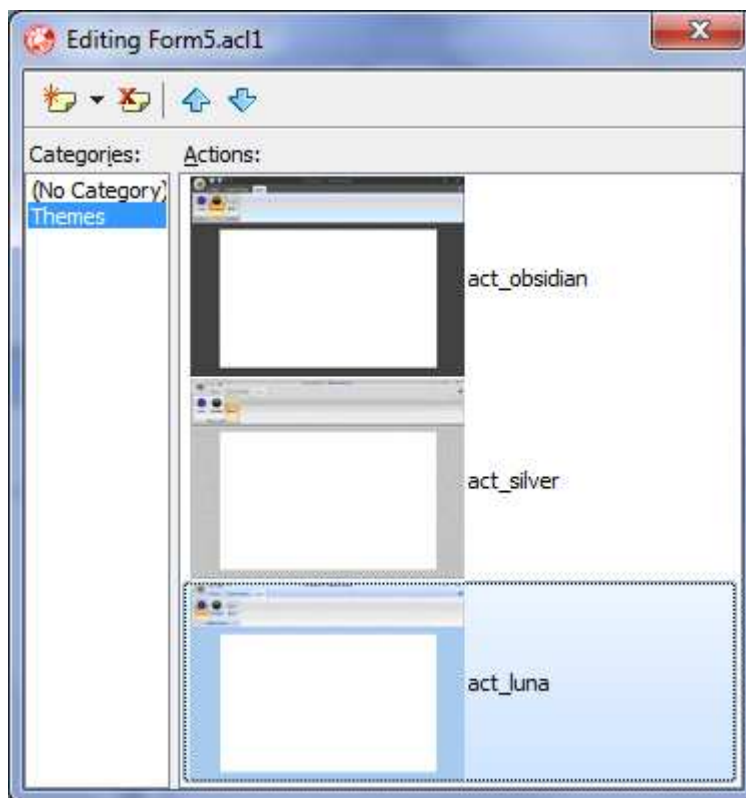 Editing Form5.acl1
Categories:
Actions:
(No Category)
Themes
act_obsidian
act_silver
act_luna